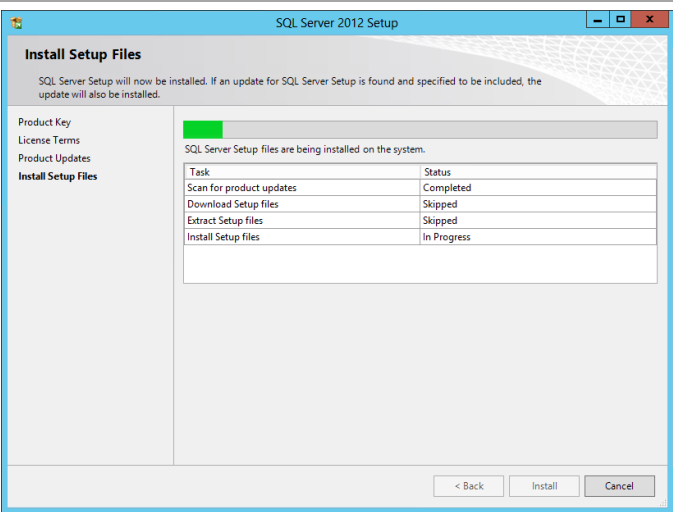 SQL Server 2012 Setup
Install Setup Files
SQL Server Setup will now be installed. If an update for SQL Server Setup is found and specified to be included, the
update will also be installed.
Product Key
License Terms
Product Updates
Install Setup Files
SQL Server Setup files are being installed on the system.
Task Status
Scan for product updates Completed
Download Setup files Skipped
Extract Setup files Skipped
Install Setup files In Progress
< Back Install Cancel